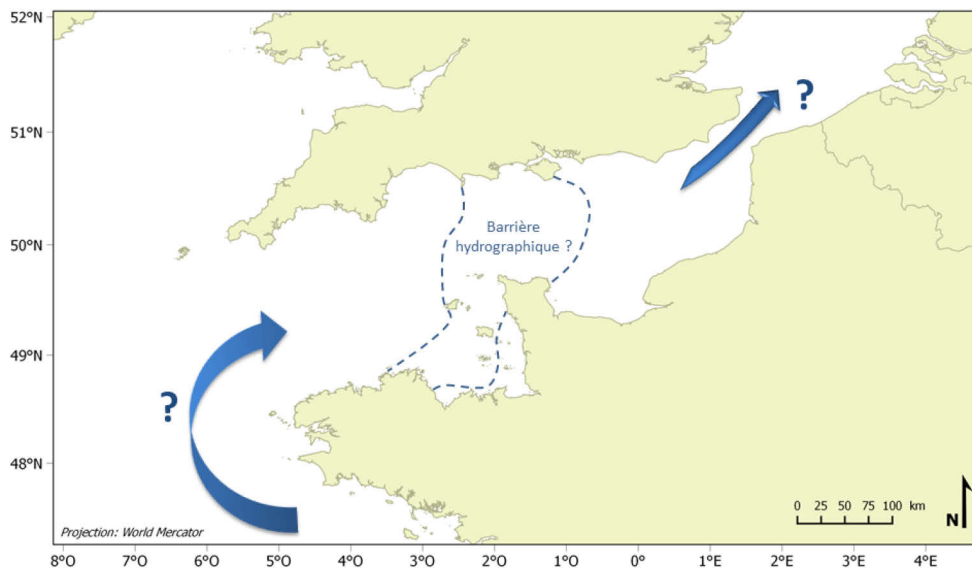 52°N
51°N
50°N
49°N
48°N
?
Barrière
hydrographique ?
?
0 25 50 75 100 km
N
Projection: World Mercator
8°O 7°O 6°O 5°O 4°O 3°O 2°O 1°O 0°O 1°E 2°E 3°E 4°E